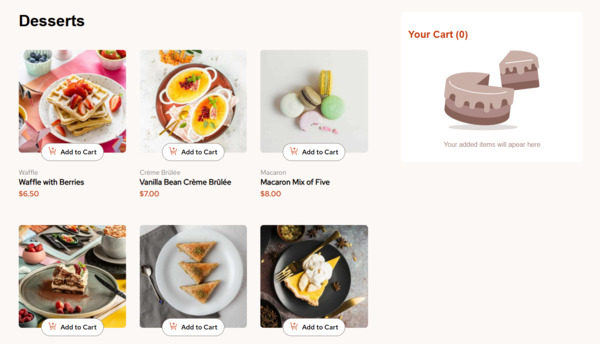 Desserts
Your Cart (0)
Your added items will apear here
Add to Cart
Add to Cart
Add to Cart
Waffle
Waffle with Berries
$6.50
Crème Brûlée
Vanilla Bean Crème Brûlée
$7.00
Macaron
Macaron Mix of Five
$8.00
Add to Cart
Add to Cart
Add to Cart